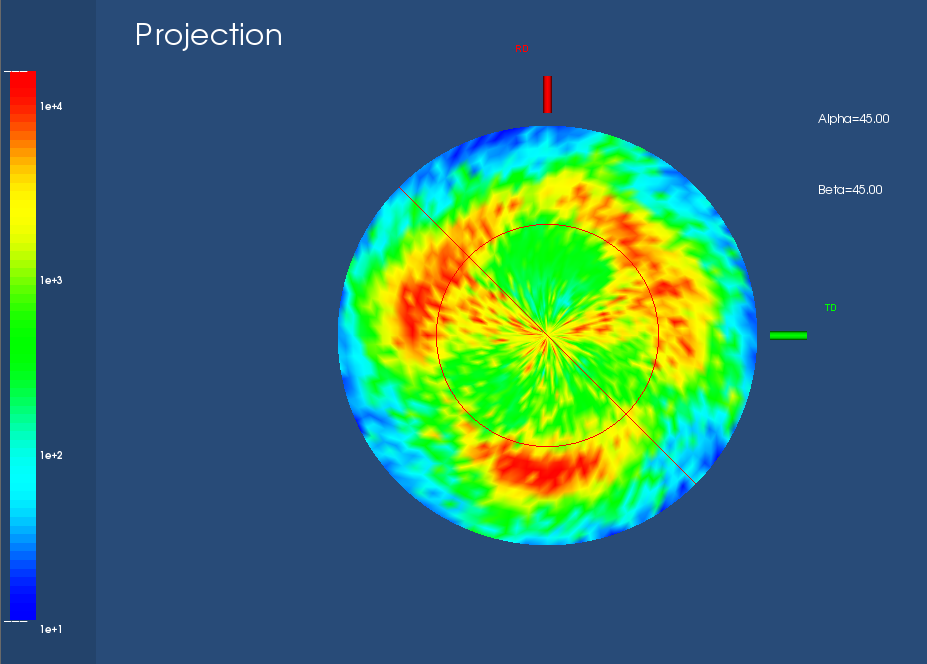 Projection
Alpha=45.00
Beta=45.00
TD
1e+4
1e+3
1e+2
1e+1